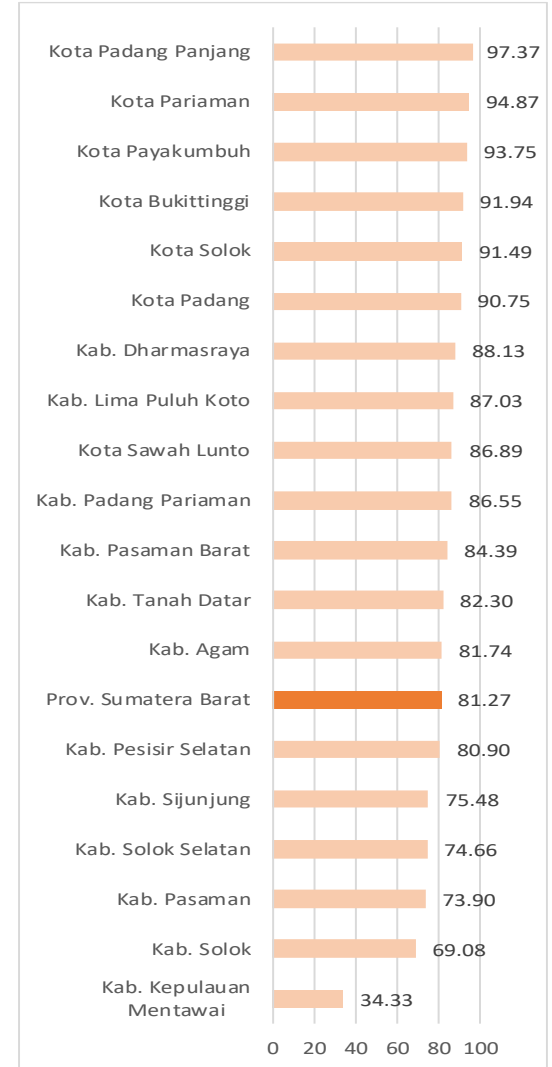 Kota Padang Panjang 97.37
Kota Pariaman 94.87
Kota Payakumbuh 93.75
Kota Bukittinggi 91.94
Kota Solok 91.49
Kota Padang 90.75
Kab. Dharmasraya 88.13
Kab. Lima Puluh Koto 87.03
Kota Sawah Lunto 86.89
Kab. Padang Pariaman 86.55
Kab. Pasaman Barat 84.39
Kab. Tanah Datar 82.30
Kab. Agam 81.74
Prov. Sumatera Barat 81.27
Kab. Pesisir Selatan 80.90
Kab. Sijunjung 75.48
Kab. Solok Selatan 74.66
Kab. Pasaman 73.90
Kab. Solok 69.08
Kab. Kepulauan
Mentawai 34.33
0 20 40 60 80 100